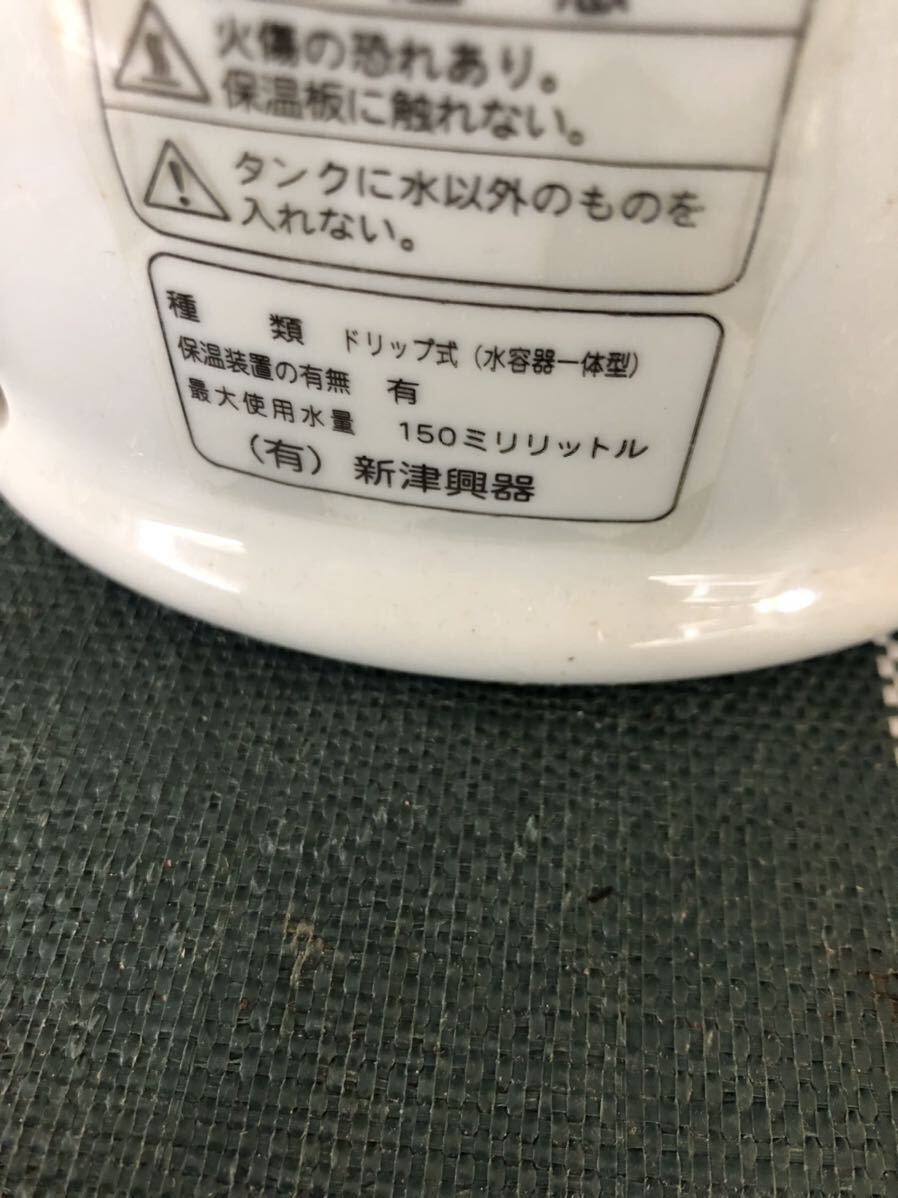 火傷の恐れあり。
保温板に触れない。
タンクに水以外のものを
入れない。
種 類 ドリップ式（水容器一体型）
保温装置の有無 有
最大使用水量 150ミリリットル
（有）新津興器